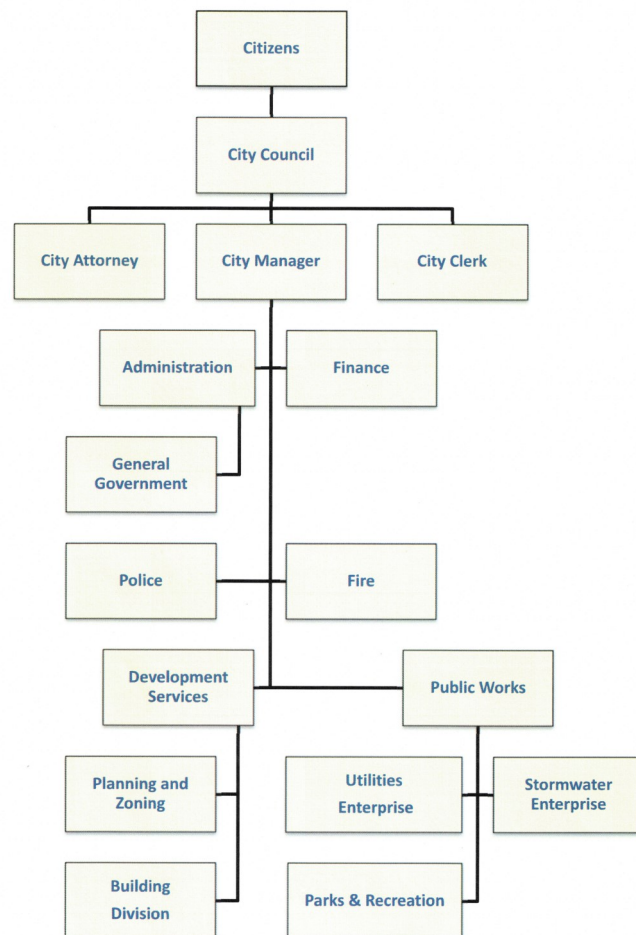 Citizens
City Council
City Attorney
City Manager
City Clerk
Administration
Finance
General
Government
Police
Fire
Development
Services
Public Works
Planning and
Zoning
Utilities
Enterprise
Stormwater
Enterprise
Building
Division
Parks & Recreation